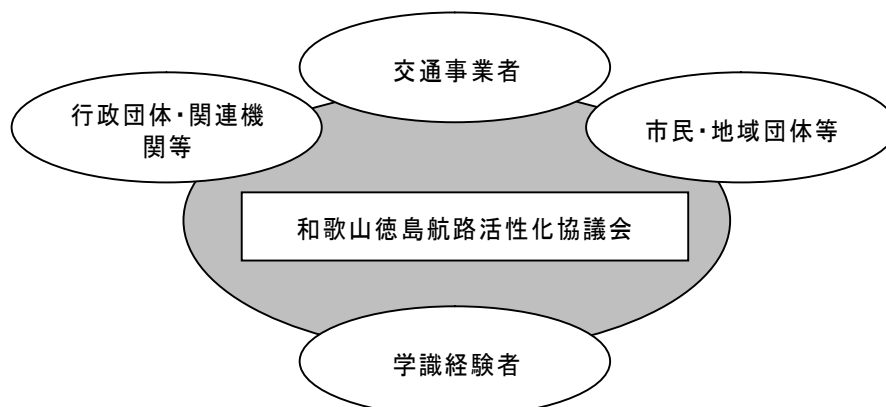 交通事業者
行政団体・関連機
関等
市民・地域団体等
和歌山徳島航路活性化協議会
学識経験者